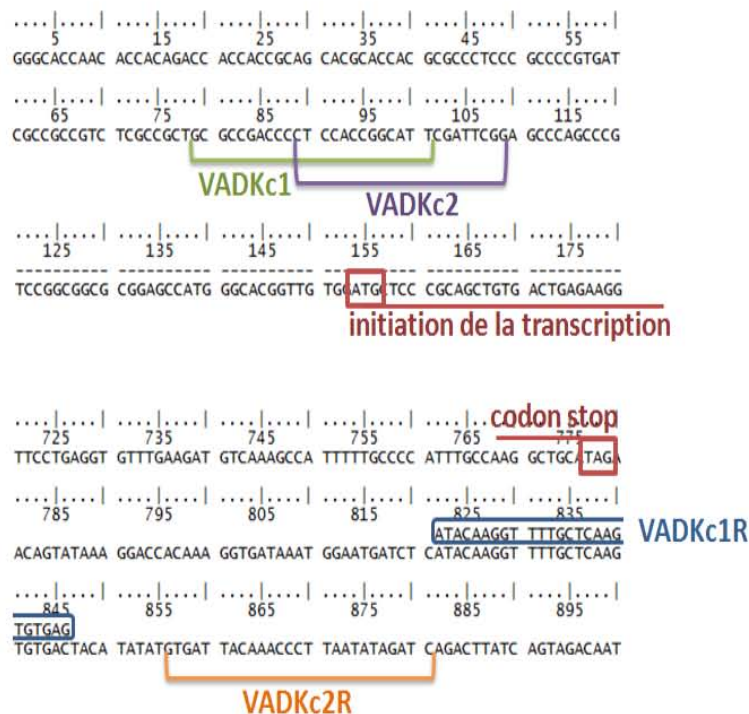 ....|....| ....|....| ....|....| ....|....| ....|....| ....|....|
5 15 25 35 45 55
GGGCACCAAC ACCACAGACC ACCACCGCAG CACGCACCAC GCGCCCTCCC GCCCCGTGAT
....|....| ....|....| ....|....| ....|....| ....|....| ....|....|
65 75 85 95 105 115
CGCCGCCGTC TCGCCGCTGC GCCGACCCCT CCACCGGCAT TCGATTCGGA GCCCAGCCCG
VADKc1
VADKc2
....|....| ....|....| ....|....| ....|....| ....|....| ....|....|
125 135 145 155 165 175
---------- ---------- ---------- ---------- ---------- ----------
TCCGGCGGCG CGGAGCCATG GGCACGGTTG TGGATGCTCC CGCAGCTGTG ACTGAGAAGG
initiation de la transcription
codon stop
....|....| ....|....| ....|....| ....|....| ....|....| ....|....|
725 735 745 755 765 775
TTCCTGAGGT GTTTGAAGAT GTCAAAGCCA TTTTTGCCCC ATTTGCCAAG GCTGCATAGA
....|....| ....|....| ....|....| ....|....| ....|....| ....|....|
785 795 805 815 825 835
ATACAAGGT TTTGCTCAAG VADKc1R
ACAGTATAAA GGACCACAAA GGTGATAAAT GGAATGATCT CATACAAGGT TTTGCTCAAG
....|....| ....|....| ....|....| ....|....| ....|....| ....|....|
845 855 865 875 885 895
TGTGAG
TGTGACTACA TATATGTGAT TACAAACCCT TAATATAGAT CAGACTTATC AGTAGACAAT
VADKc2R